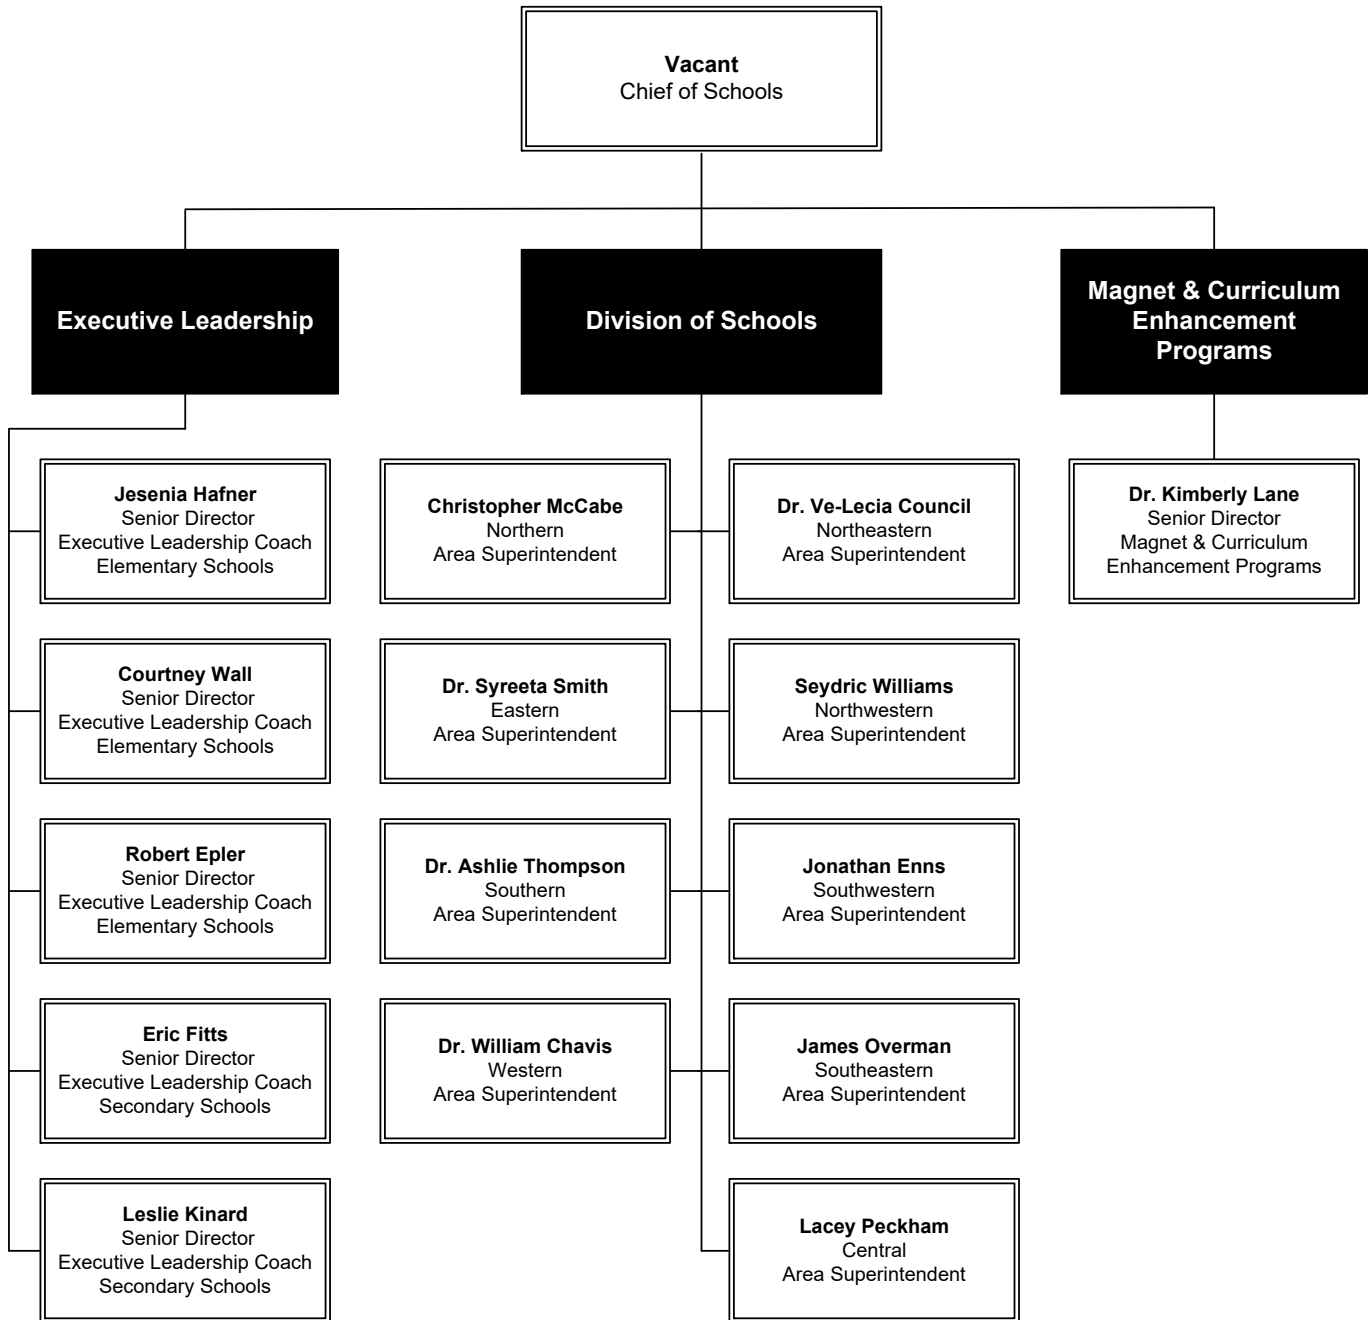 Vacant
Chief of Schools
Executive Leadership
Division of Schools
Magnet & Curriculum
Enhancement
Programs
Jesenia Hafner
Senior Director
Executive Leadership Coach
Elementary Schools
Courtney Wall
Senior Director
Executive Leadership Coach
Elementary Schools
Robert Epler
Senior Director
Executive Leadership Coach
Elementary Schools
Eric Fitts
Senior Director
Executive Leadership Coach
Secondary Schools
Leslie Kinard
Senior Director
Executive Leadership Coach
Secondary Schools
Christopher McCabe
Northern
Area Superintendent
Dr. Syreeta Smith
Eastern
Area Superintendent
Dr. Ashlie Thompson
Southern
Area Superintendent
Dr. William Chavis
Western
Area Superintendent
Dr. Ve-Lecia Council
Northeastern
Area Superintendent
Seydric Williams
Northwestern
Area Superintendent
Jonathan Enns
Southwestern
Area Superintendent
James Overman
Southeastern
Area Superintendent
Lacey Peckham
Central
Area Superintendent
Dr. Kimberly Lane
Senior Director
Magnet & Curriculum
Enhancement Programs